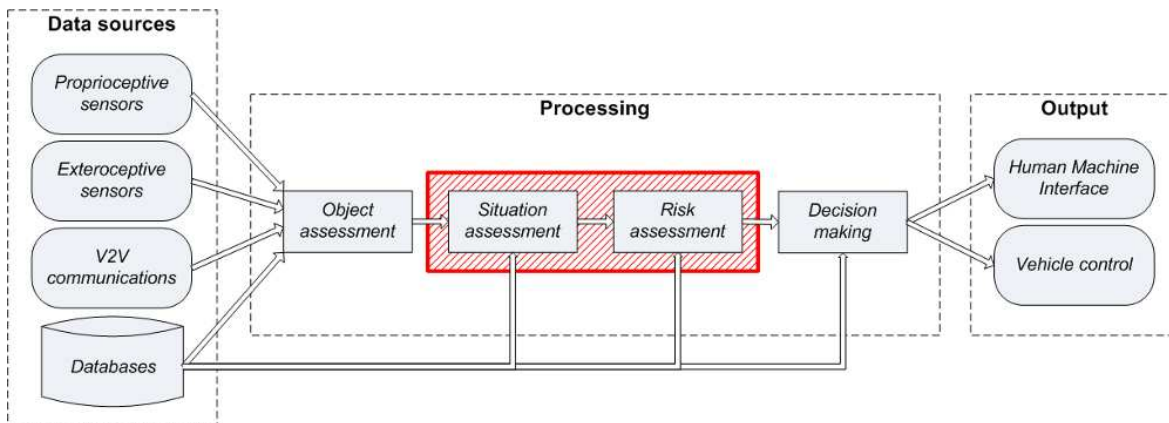 Data sources
Proprioceptive
sensors
Exteroceptive
sensors
V2V
communications
Databases
Processing
Object
assessment
Situation
assessment
Risk
assessment
Decision
making
Output
Human Machine
Interface
Vehicle control